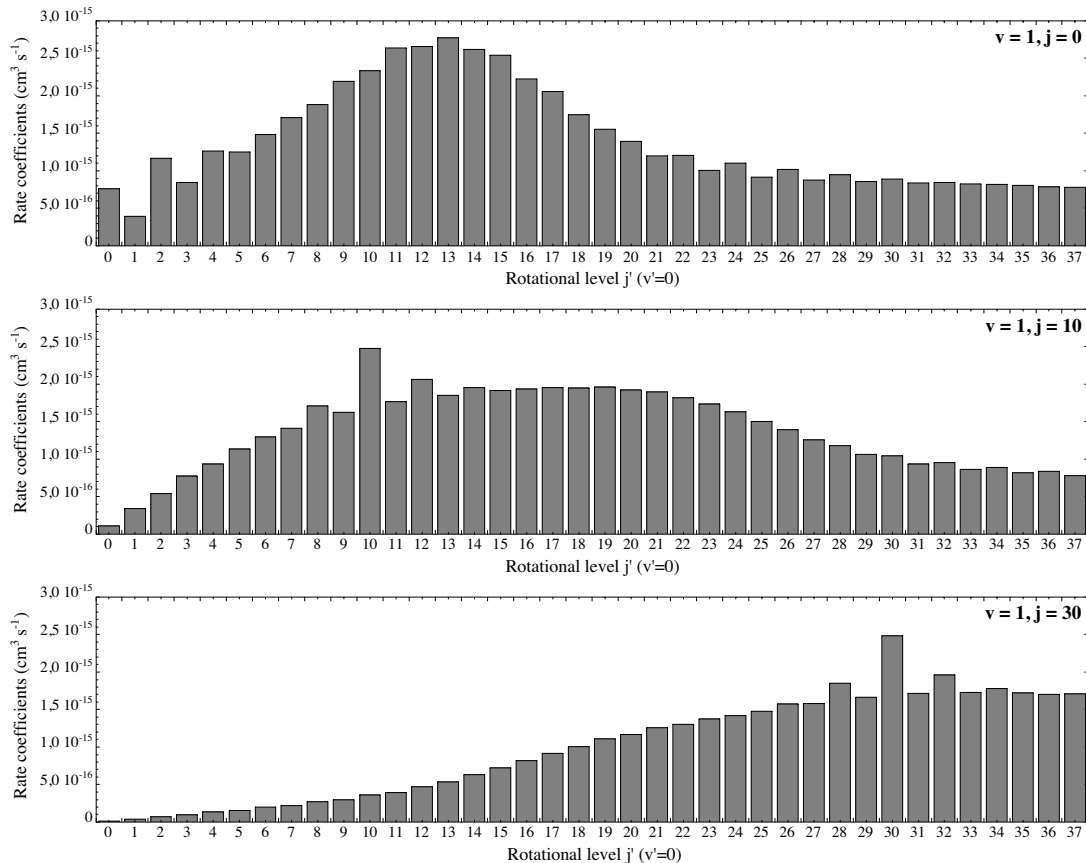 3,0 10-15
v = 1, j = 0
2,5 10-15
2,0 10-15
1,5 10-15
1,0 10-15
5,0 10-16
0
Rate coefficients (cm3 s-1)
0 1 2 3 4 5 6 7 8 9 10 11 12 13 14 15 16 17 18 19 20 21 22 23 24 25 26 27 28 29 30 31 32 33 34 35 36 37
Rotational level j' (v'=0)
3,0 10-15
v = 1, j = 10
2,5 10-15
2,0 10-15
1,5 10-15
1,0 10-15
5,0 10-16
0
Rate coefficients (cm3 s-1)
0 1 2 3 4 5 6 7 8 9 10 11 12 13 14 15 16 17 18 19 20 21 22 23 24 25 26 27 28 29 30 31 32 33 34 35 36 37
Rotational level j' (v'=0)
3,0 10-15
v = 1, j = 30
2,5 10-15
2,0 10-15
1,5 10-15
1,0 10-15
5,0 10-16
0
Rate coefficients (cm3 s-1)
0 1 2 3 4 5 6 7 8 9 10 11 12 13 14 15 16 17 18 19 20 21 22 23 24 25 26 27 28 29 30 31 32 33 34 35 36 37
Rotational level j' (v'=0)